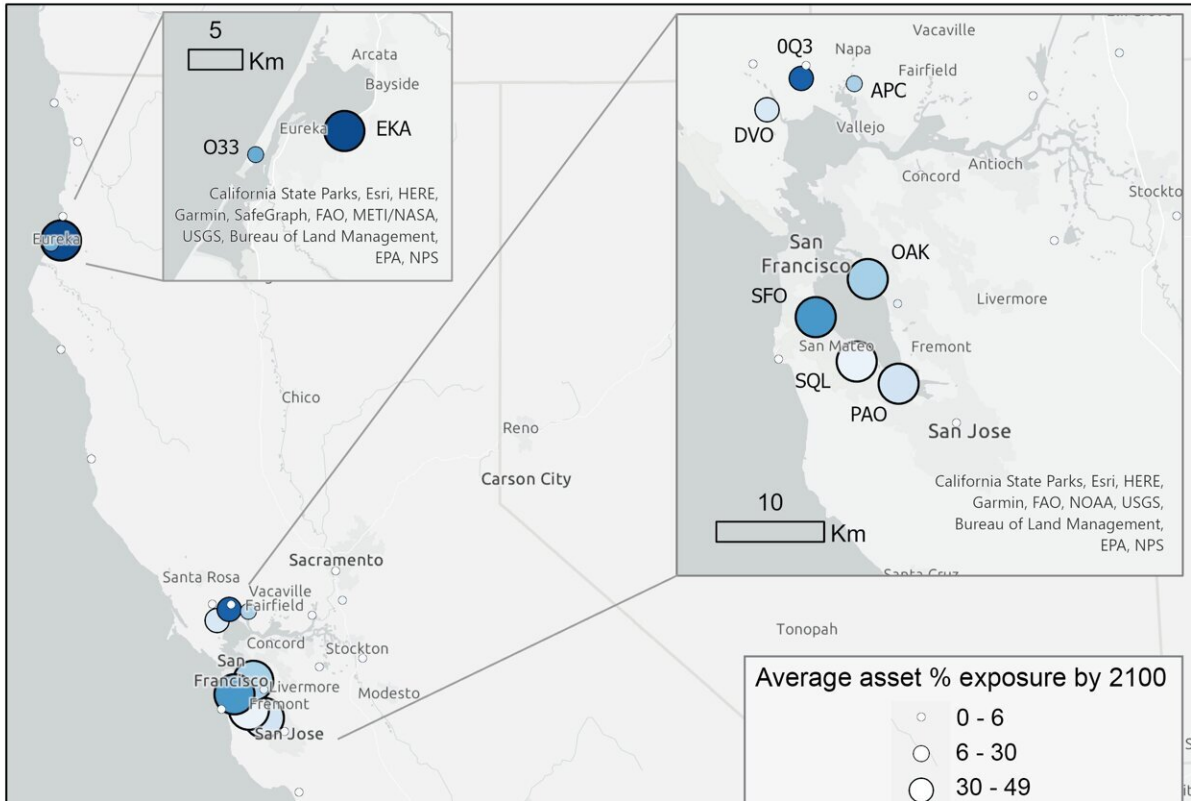 5
Km
Arcata
Bayside
Eureka
EKA
O33
California State Parks, Esri, HERE,
Garmin, SafeGraph, FAO, METI/NASA,
USGS, Bureau of Land Management,
EPA, NPS
Eureka
Chico
Reno
Carson City
Sacramento
Santa Rosa
Vacaville
Fairfield
Concord
Stockton
San
Francisco
Livermore
Modesto
Fremont
San Jose
Tonopah
Vacaville
0Q3
Napa
Fairfield
APC
DVO
Vallejo
Antioch
Concord
Stockto
San
Francisco
OAK
SFO
Livermore
San Mateo
Fremont
SQL
PAO
San Jose
California State Parks, Esri, HERE,
Garmin, FAO, NOAA, USGS,
Bureau of Land Management,
EPA, NPS
10
Km
Santa Cruz
Average asset % exposure by 2100
0 - 6
6 - 30
30 - 49